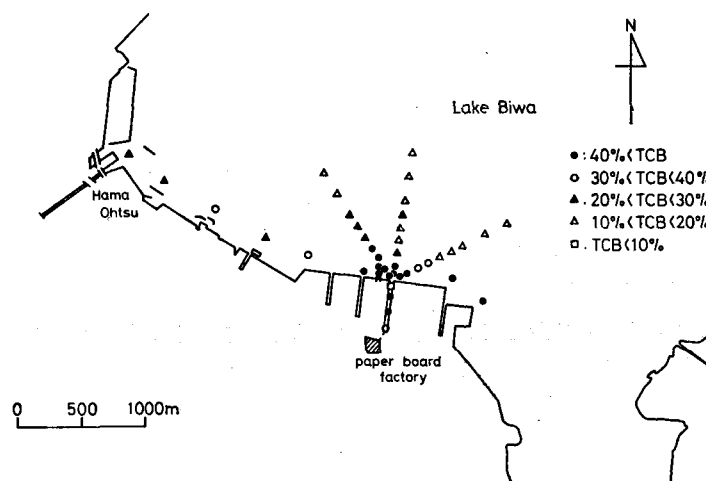 N
Lake Biwa
● : 40%<TCB
○ 30%<TCB<40%
▲ . 20%<TCB<30%
△ 10%<TCB<20%
□ . TCB<10%
Hama
Ohtsu
paper board
factory
0 500 1000m